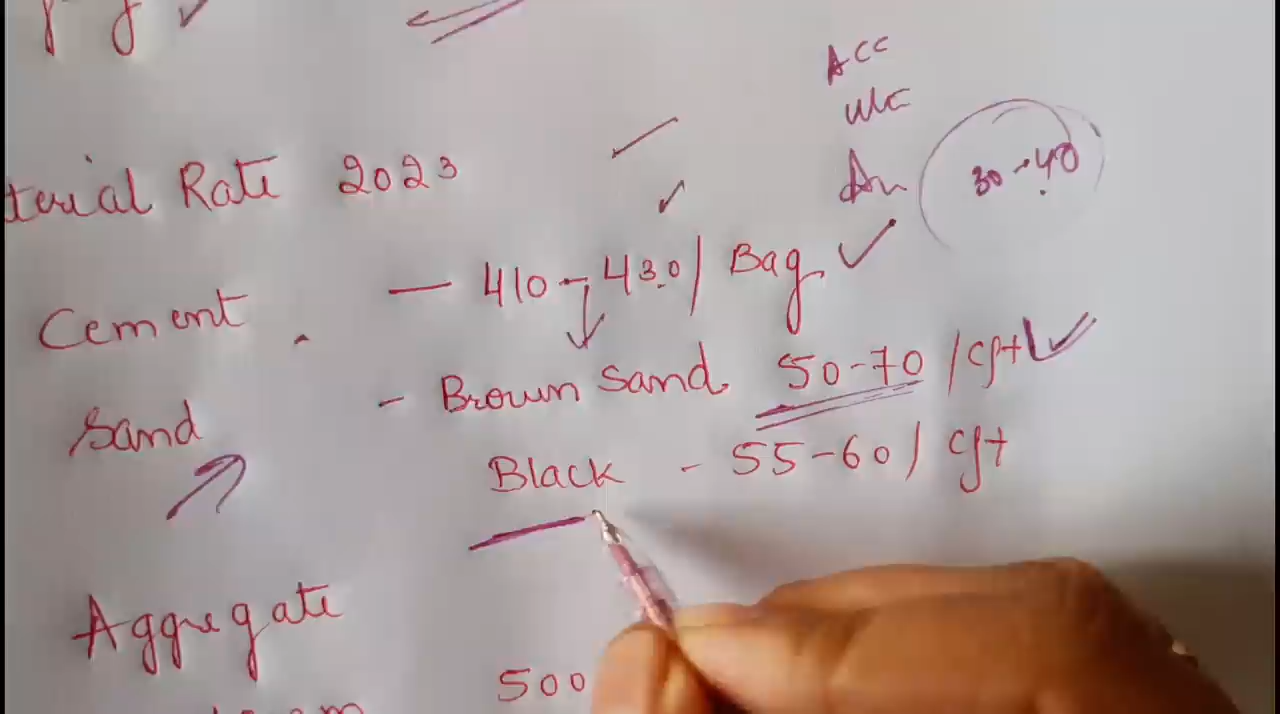 ACC
30-40
terial Rate 2023
Cement - 410-430/ Bag
Sand - Brown Sand 50-70 /Cft
Black - 55-60/ Cft
Aggregate
500